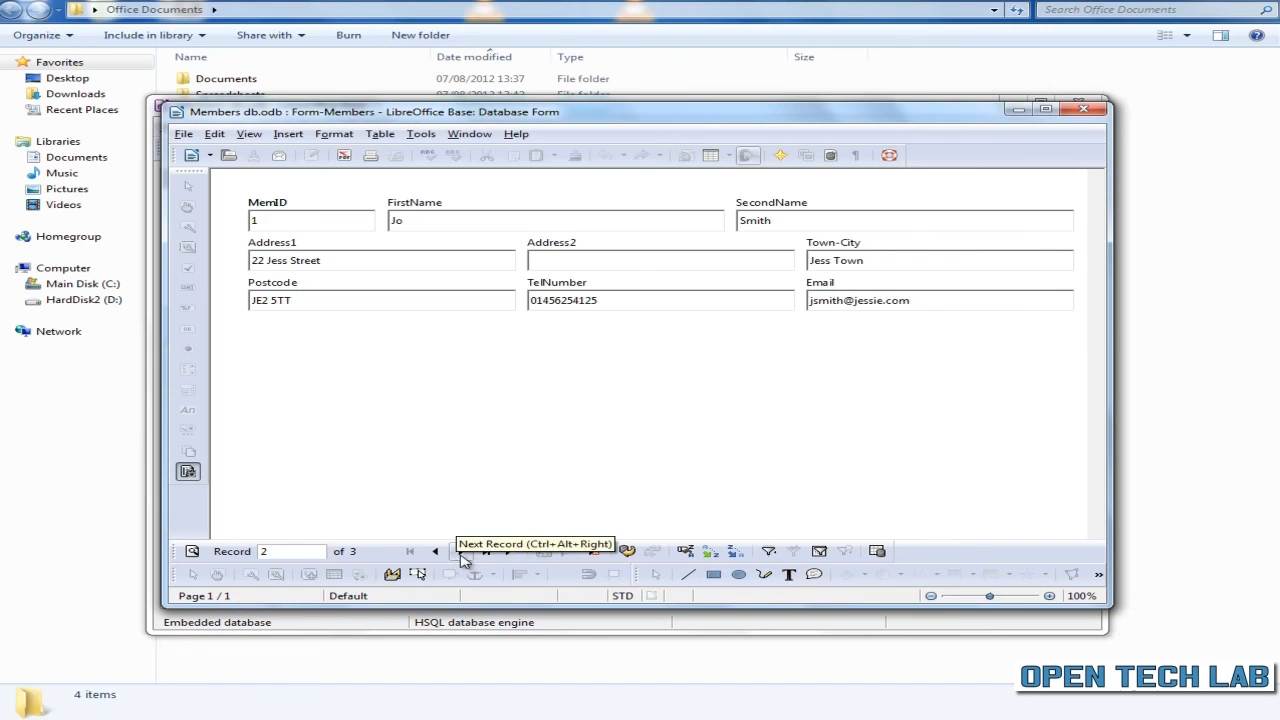 Office Documents
Search Office Documents
Organize Include in library Share with Burn New folder
Name Date modified Type Size
Favorites
Desktop
Downloads
Recent Places
Libraries
Documents
Music
Pictures
Videos
Homegroup
Computer
Main Disk (C:)
HardDisk2 (D:)
Network
Documents 07/08/2012 13:37 File folder
Members db.odb : Form-Members - LibreOffice Base: Database Form
File Edit View Insert Format Table Tools Window Help
MemID FirstName SecondName
1 Jo Smith
Address1 Address2 Town-City
22 Jess Street Jess Town
Postcode TelNumber Email
JE2 5TT 01456254125 jsmith@jessie.com
Next Record (Ctrl+Alt+Right)
Record 2 of 3
Page 1 / 1 Default STD 100%
Embedded database HSQL database engine
4 items
OPEN TECH LAB